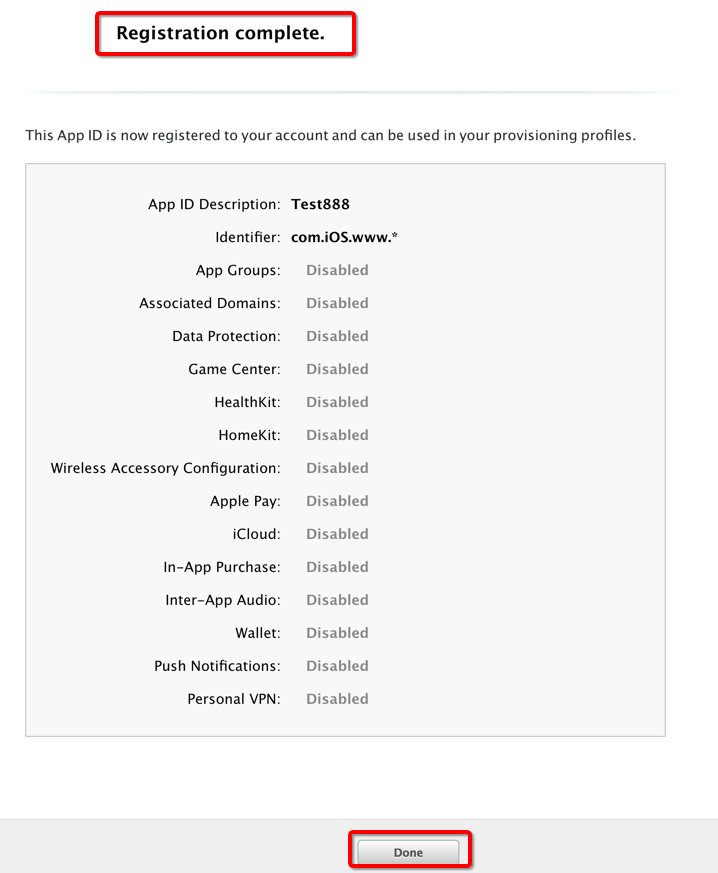 Registration complete.
This App ID is now registered to your account and can be used in your provisioning profiles.
App ID Description: Test888
Identifier: com.iOS.www.*
App Groups: Disabled
Associated Domains: Disabled
Data Protection: Disabled
Game Center: Disabled
HealthKit: Disabled
HomeKit: Disabled
Wireless Accessory Configuration: Disabled
Apple Pay: Disabled
iCloud: Disabled
In-App Purchase: Disabled
Inter-App Audio: Disabled
Wallet: Disabled
Push Notifications: Disabled
Personal VPN: Disabled
Done